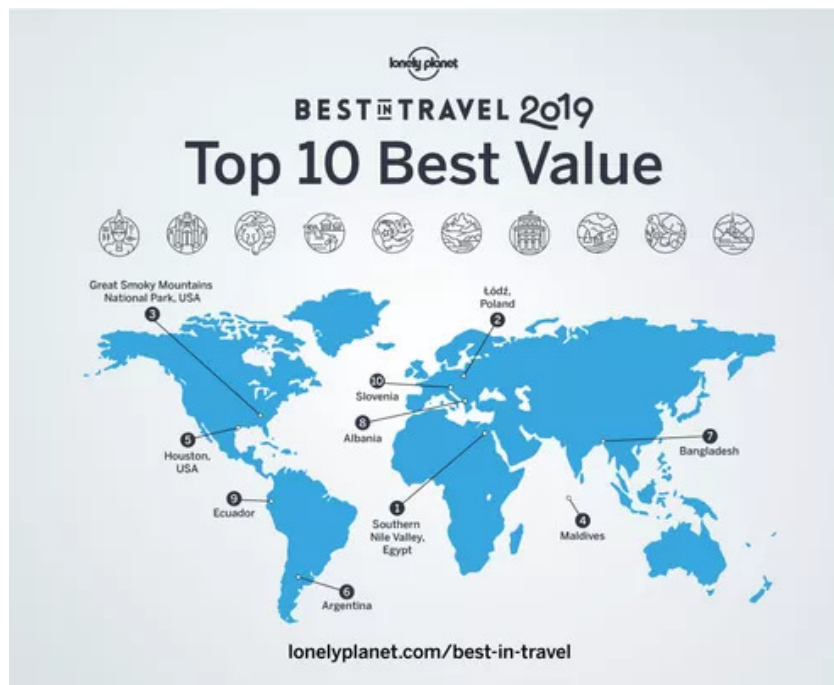 lonely planet
BEST IN TRAVEL 2019
Top 10 Best Value
Great Smoky Mountains
National Park, USA
3
Łódź,
Poland
2
10
Slovenia
8
Albania
5
Houston,
USA
7
Bangladesh
9
Ecuador
1
Southern
Nile Valley,
Egypt
4
Maldives
6
Argentina
lonelyplanet.com/best-in-travel